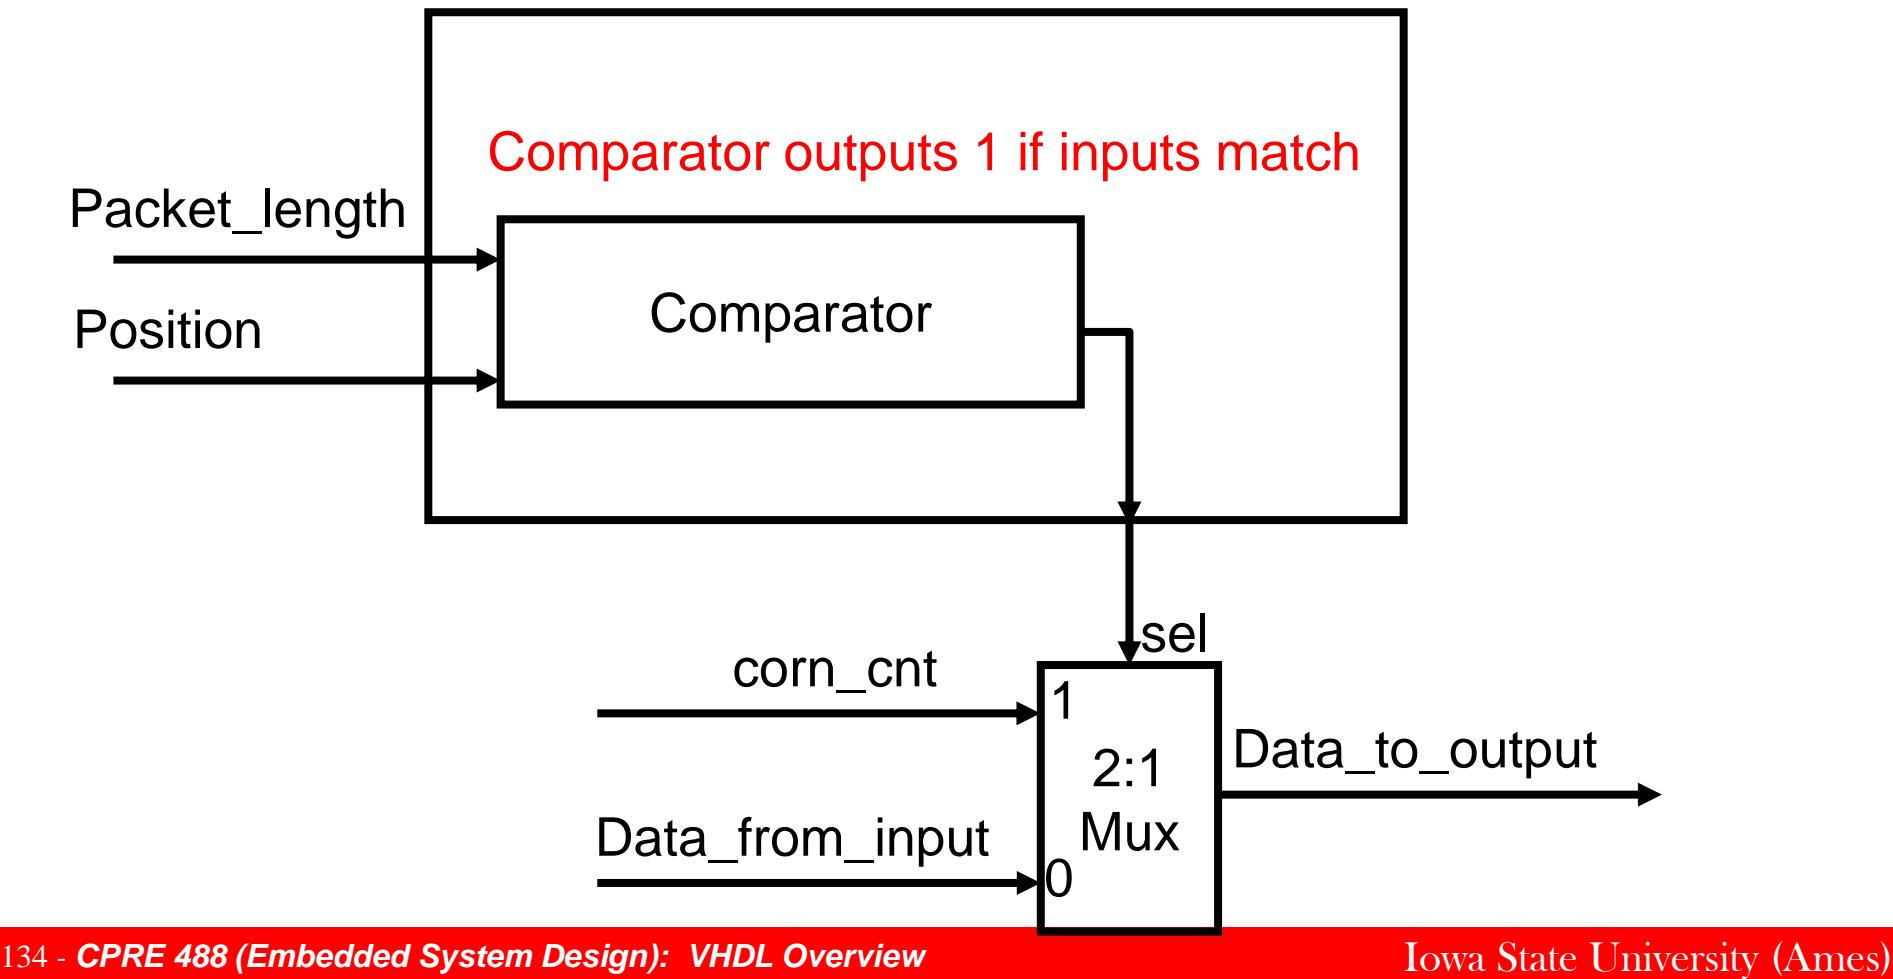 Comparator outputs 1 if inputs match
Packet_length
Comparator
Position
sel
corn_cnt
1
2:1
Mux
Data_to_output
Data_from_input
0
134 - CPRE 488 (Embedded System Design): VHDL Overview
Iowa State University (Ames)